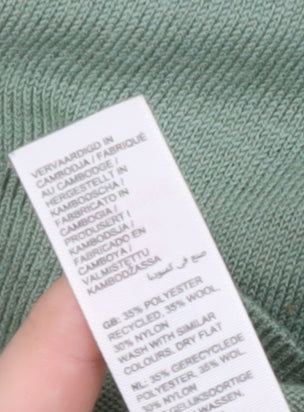 VERVAARDIGD IN
CAMBODJA / FABRIQUÉ
AU CAMBODGE /
HERGESTELLT IN
KAMBODSCHA /
FABBRICATO IN
CAMBOGIA /
PRODUSERT I
KAMBODSJA /
FABRICADO EN
CAMBOYA /
VALMISTETTU
KAMBODŽASSA
صنع في كمبوديا
GB: 35% POLYESTER
RECYCLED, 35% WOOL,
30% NYLON
WASH WITH SIMILAR
COLOURS, DRY FLAT
NL: 35% GERECYCLEDE
POLYESTER, 35% WOL,
30% NYLON